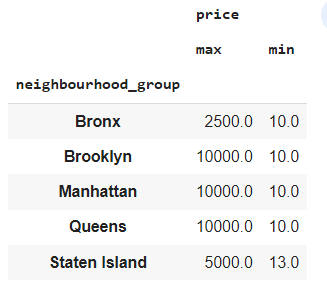 price
max min
neighbourhood_group
Bronx 2500.0 10.0
Brooklyn 10000.0 10.0
Manhattan 10000.0 10.0
Queens 10000.0 10.0
Staten Island 5000.0 13.0